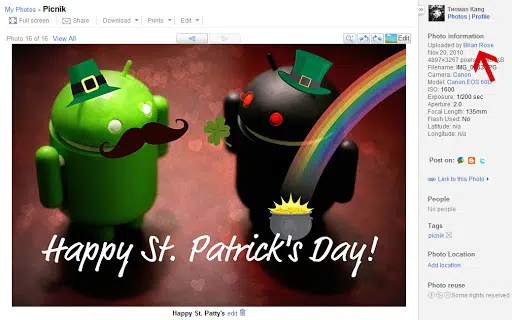 My Photos > Picnik
Full screen Share Download Prints Edit
Photo 16 of 16 View All
Edit
Happy St. Patrick's Day!
Happy St. Patty's edit
Thomas Kang
Photos | Profile
Photo information
Uploaded by Brian Rose
Nov 20, 2010
4897×3267 pixels
Filename:
Camera: Canon
Model: Canon EOS
ISO: 1600
Exposure: 1/200 sec
Aperture: 2.0
Focal Length: 135mm
Flash Used: No
Latitude: n/a
Longitude: n/a
Post on:
Link to this Photo
People
No people
Tags
picnik
Photo Location
Add location
Photo reuse
Some rights reserved